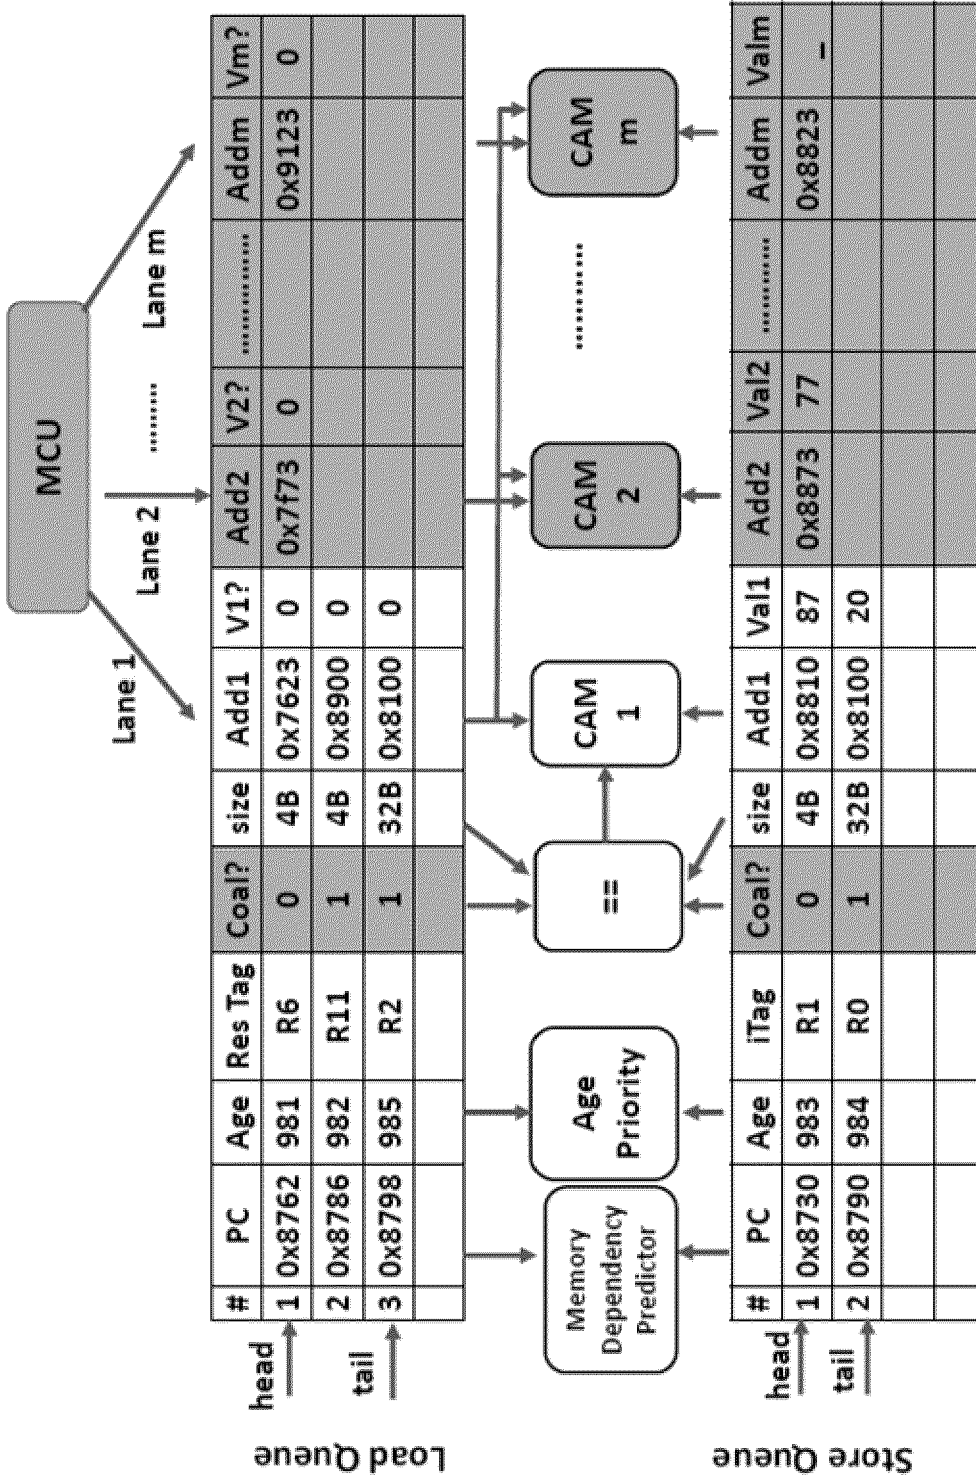 MCU
Lane 1
Lane 2
.........
Lane m
Load Queue
head
tail
# PC Age Res Tag Coal? size Add1 V1? Add2 V2? .............. Addm Vm?
1 0x8762 981 R6 0 4B 0x7623 0 0x7f73 0 0x9123 0
2 0x8786 982 R11 1 4B 0x8900 0
3 0x8798 985 R2 1 32B 0x8100 0
Memory
Dependency
Predictor
Age
Priority
==
CAM
1
CAM
2
..............
CAM
m
Store Queue
head
tail
# PC Age iTag Coal? size Add1 Val1 Add2 Val2 .............. Addm Valm
1 0x8730 983 R1 0 4B 0x8810 87 0x8873 77 0x8823 –
2 0x8790 984 R0 1 32B 0x8100 20